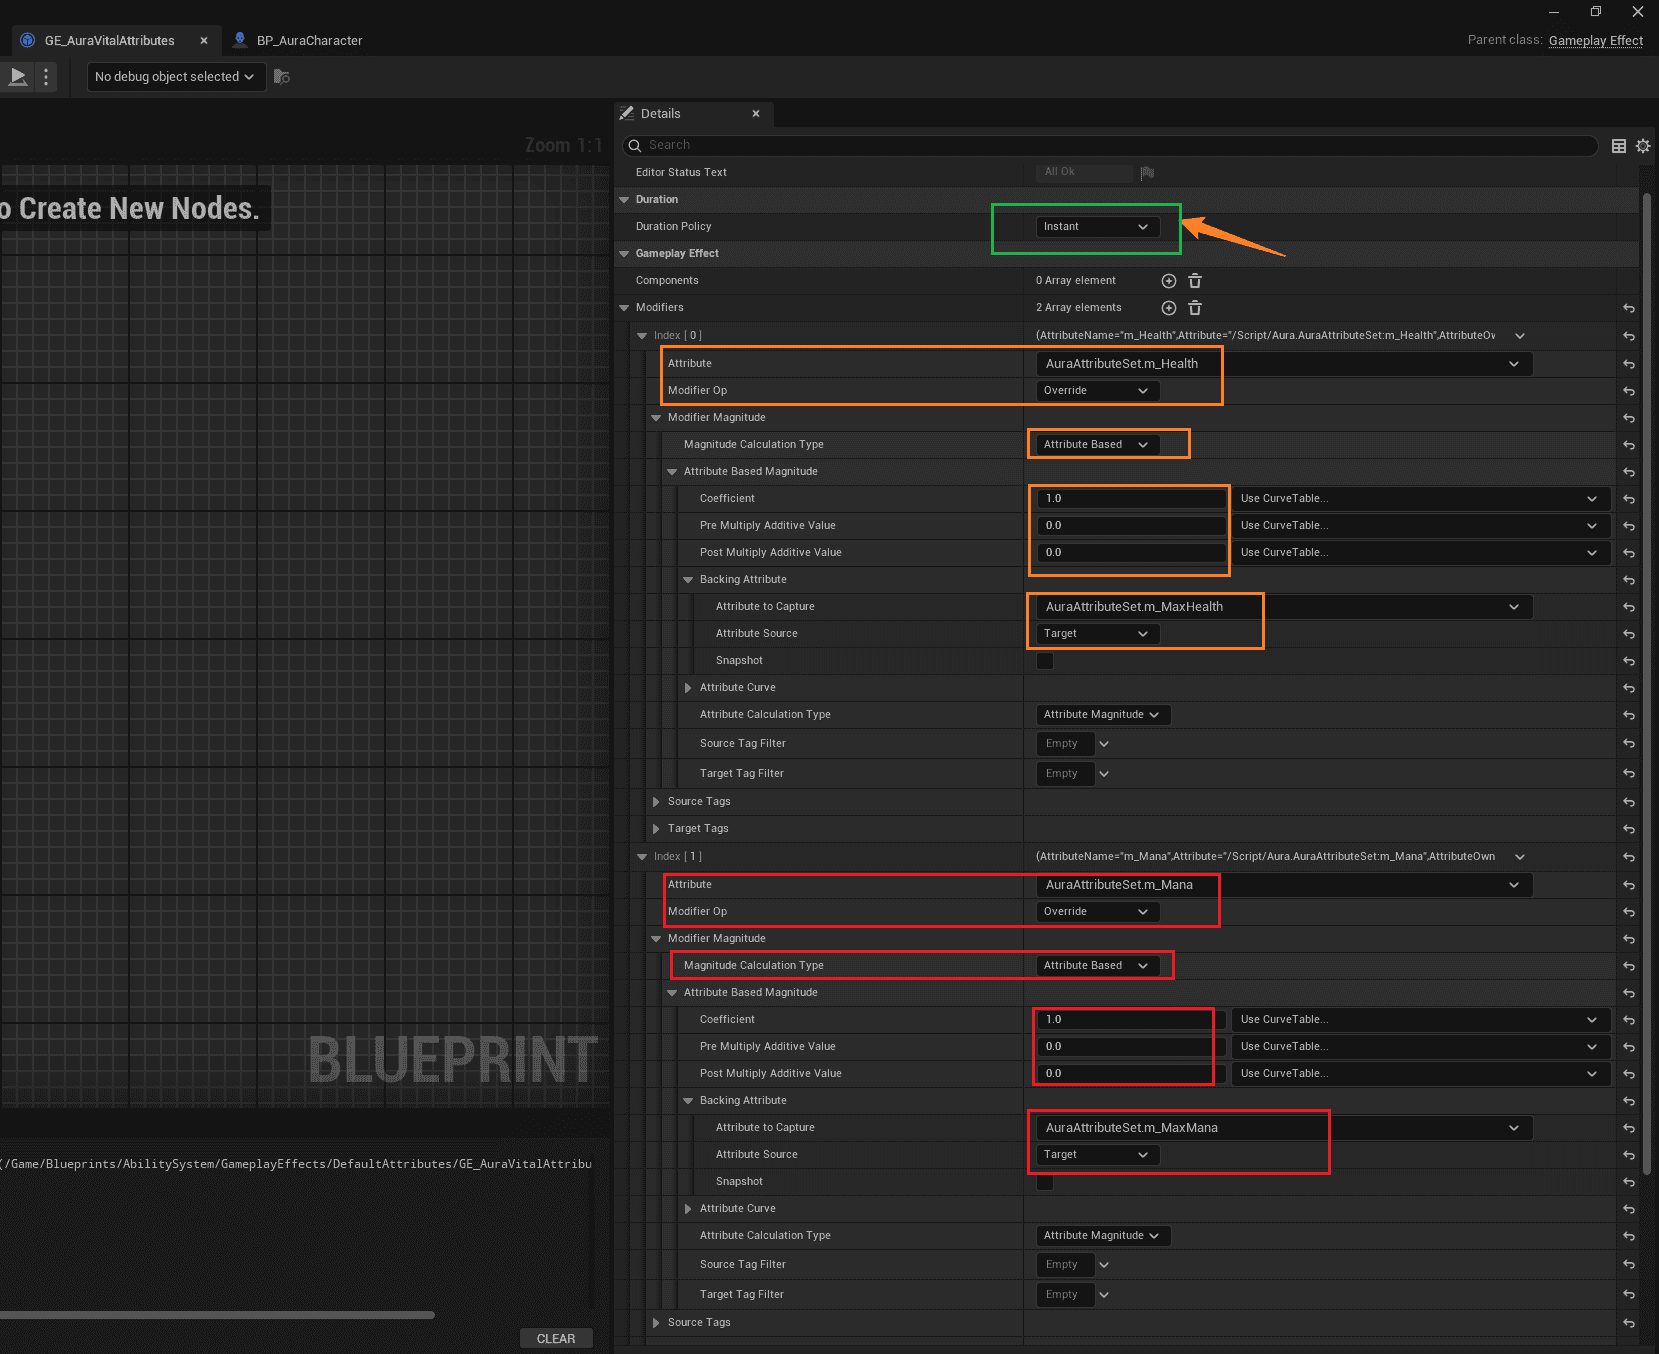 GE_AuraVitalAttributes
BP_AuraCharacter
Parent class: Gameplay Effect
No debug object selected
Details
Zoom 1:1
Search
Editor Status Text
All Ok
Duration
o Create New Nodes.
Duration Policy
Instant
Gameplay Effect
Components
0 Array element
Modifiers
2 Array elements
Index [ 0 ]
(AttributeName="m_Health",Attribute="/Script/Aura.AuraAttributeSet:m_Health",AttributeOw
Attribute
AuraAttributeSet.m_Health
Modifier Op
Override
Modifier Magnitude
Magnitude Calculation Type
Attribute Based
Attribute Based Magnitude
Coefficient
1.0
Use CurveTable...
Pre Multiply Additive Value
0.0
Use CurveTable...
Post Multiply Additive Value
0.0
Use CurveTable...
Backing Attribute
Attribute to Capture
AuraAttributeSet.m_MaxHealth
Attribute Source
Target
Snapshot
Attribute Curve
Attribute Calculation Type
Attribute Magnitude
Source Tag Filter
Empty
Target Tag Filter
Empty
Source Tags
Target Tags
Index [ 1 ]
(AttributeName="m_Mana",Attribute="/Script/Aura.AuraAttributeSet:m_Mana",AttributeOwn
Attribute
AuraAttributeSet.m_Mana
Modifier Op
Override
Modifier Magnitude
Magnitude Calculation Type
Attribute Based
Attribute Based Magnitude
Coefficient
1.0
Use CurveTable...
Pre Multiply Additive Value
0.0
Use CurveTable...
BLUEPRINT
Post Multiply Additive Value
0.0
Use CurveTable...
Backing Attribute
Attribute to Capture
AuraAttributeSet.m_MaxMana
Attribute Source
Target
(/Game/Blueprints/AbilitySystem/GameplayEffects/DefaultAttributes/GE_AuraVitalAttribu
Snapshot
Attribute Curve
Attribute Calculation Type
Attribute Magnitude
Source Tag Filter
Empty
Target Tag Filter
Empty
Source Tags
CLEAR